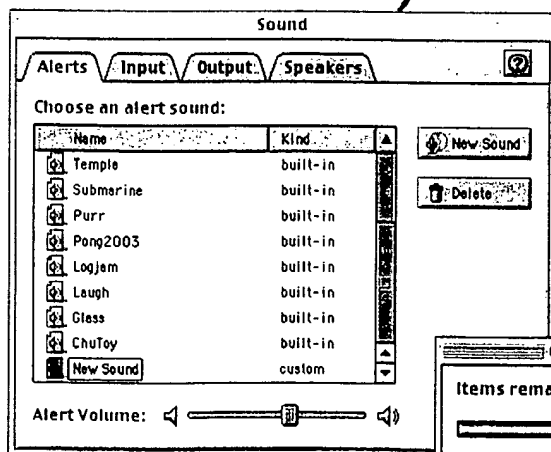 Sound
Alerts Input Output Speakers
Choose an alert sound:
Name Kind
New Sound
Temple built-in
Submarine built-in
Delete
Purr built-in
Pong2003 built-in
Logjam built-in
Laugh built-in
Glass built-in
ChuToy built-in
New Sound custom
Items rema
Alert Volume: